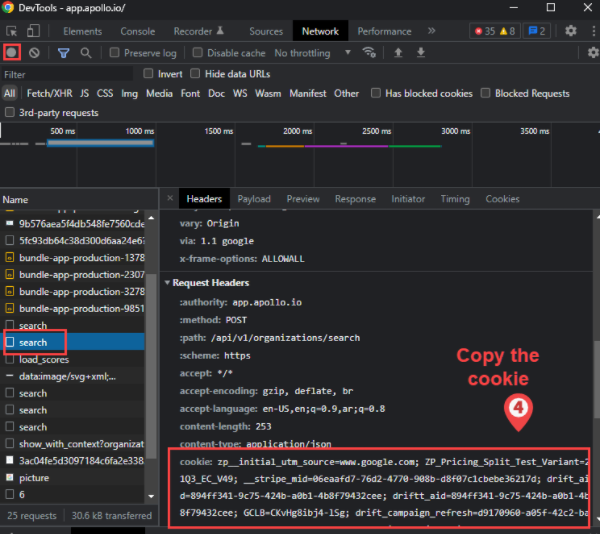 DevTools - app.apollo.io/
Elements Console Recorder Sources Network Performance » 35 8 2
Preserve log Disable cache No throttling
Filter Invert Hide data URLs
All Fetch/XHR JS CSS Img Media Font Doc WS Wasm Manifest Other Has blocked cookies Blocked Requests
3rd-party requests
500 ms 1000 ms 1500 ms 2000 ms 2500 ms 3000 ms 3500 ms
Name
9b576aea5f4db548fe7560cde
5fc93db64c38d300d6aa24e6?
bundle-app-production-1378
bundle-app-production-2307
bundle-app-production-3278
bundle-app-production-9851
search
search
load_scores
data:image/svg+xml;...
search
search
search
show_with_context?organizat
3ac04fe5d3097184c6fa2e338
picture
6
25 requests 30.6 kB transferred
× Headers Payload Preview Response Initiator Timing Cookies
vary: Origin
via: 1.1 google
x-frame-options: ALLOWALL
Request Headers
:authority: app.apollo.io
:method: POST
:path: /api/v1/organizations/search
:scheme: https
accept: */*
accept-encoding: gzip, deflate, br
accept-language: en-US,en;q=0.9,ar;q=0.8
content-length: 253
content-type: application/json
Copy the
cookie
4
cookie: zp__initial_utm_source=www.google.com; ZP_Pricing_Split_Test_Variant=2
1Q3_EC_V49; __stripe_mid=06eaafd7-76d2-4770-908b-d8f07c1cbebe36217d; drift_ai
d=894ff341-9c75-424b-a0b1-4b8f79432cee; driftt_aid=894ff341-9c75-424b-a0b1-4b
8f79432cee; GCLB=CKvHg8ibj4-lSg; drift_campaign_refresh=d9170960-a05f-42c2-ba